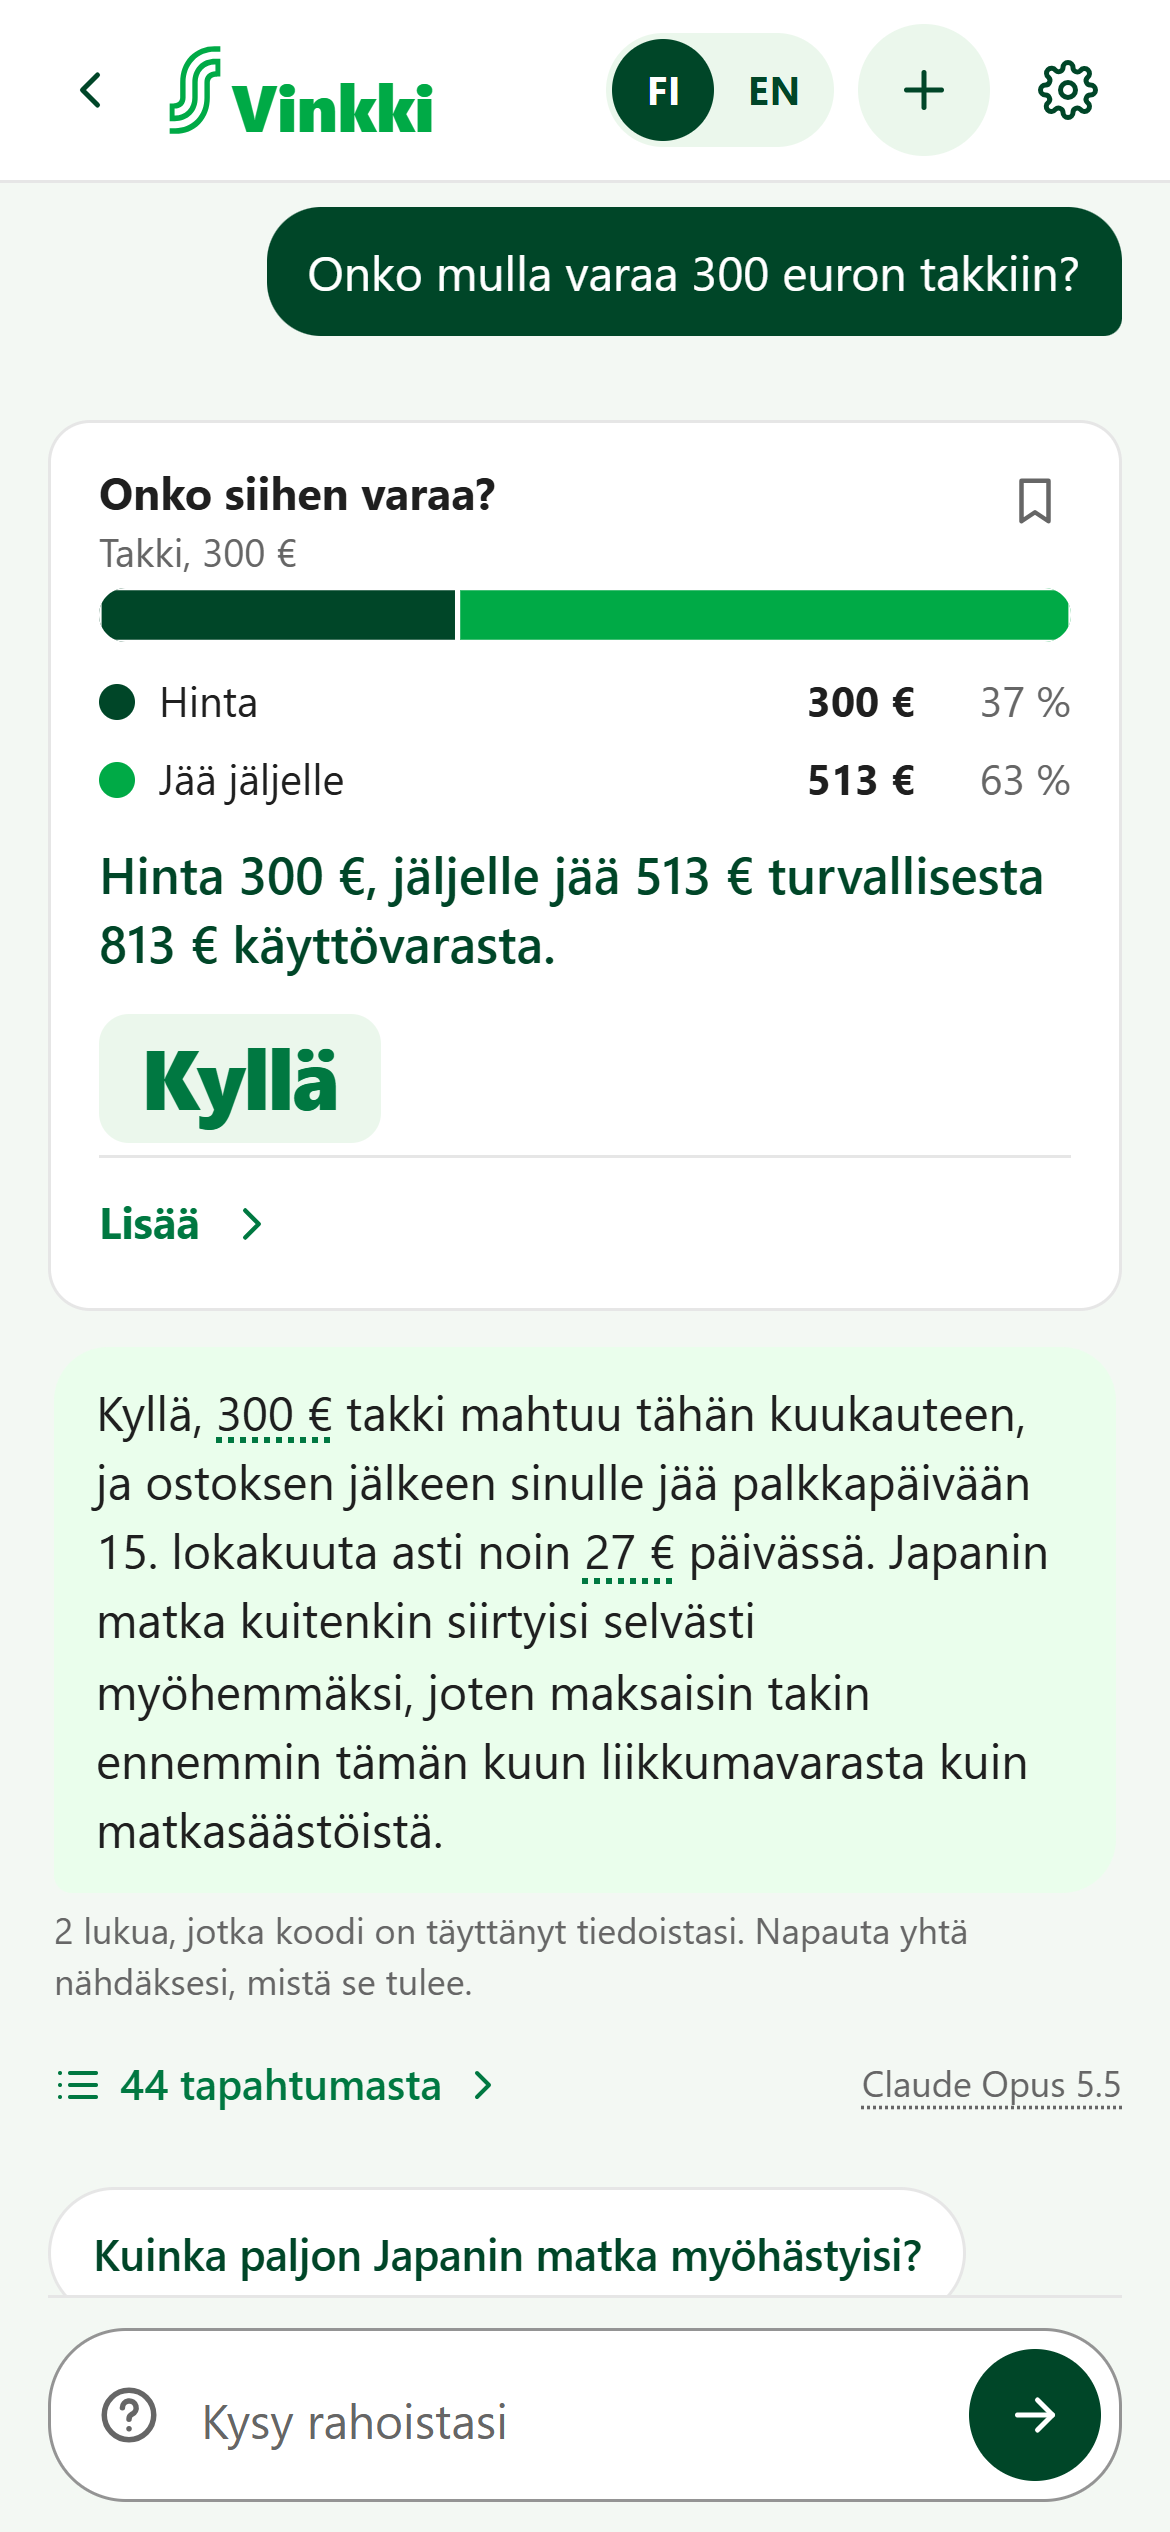 Vinkki
FI EN
Onko mulla varaa 300 euron takkiin?
Onko siihen varaa?
Takki, 300 €
Hinta 300 € 37 %
Jää jäljelle 513 € 63 %
Hinta 300 €, jäljelle jää 513 € turvallisesta
813 € käyttövarasta.
Kyllä
Lisää
Kyllä, 300 € takki mahtuu tähän kuukauteen,
ja ostoksen jälkeen sinulle jää palkkapäivään
15. lokakuuta asti noin 27 € päivässä. Japanin
matka kuitenkin siirtyisi selvästi
myöhemmäksi, joten maksaisin takin
ennemmin tämän kuun liikkumavarasta kuin
matkasäästöistä.
2 lukua, jotka koodi on täyttänyt tiedoistasi. Napauta yhtä
nähdäksesi, mistä se tulee.
44 tapahtumasta
Claude Opus 5.5
Kuinka paljon Japanin matka myöhästyisi?
Kysy rahoistasi